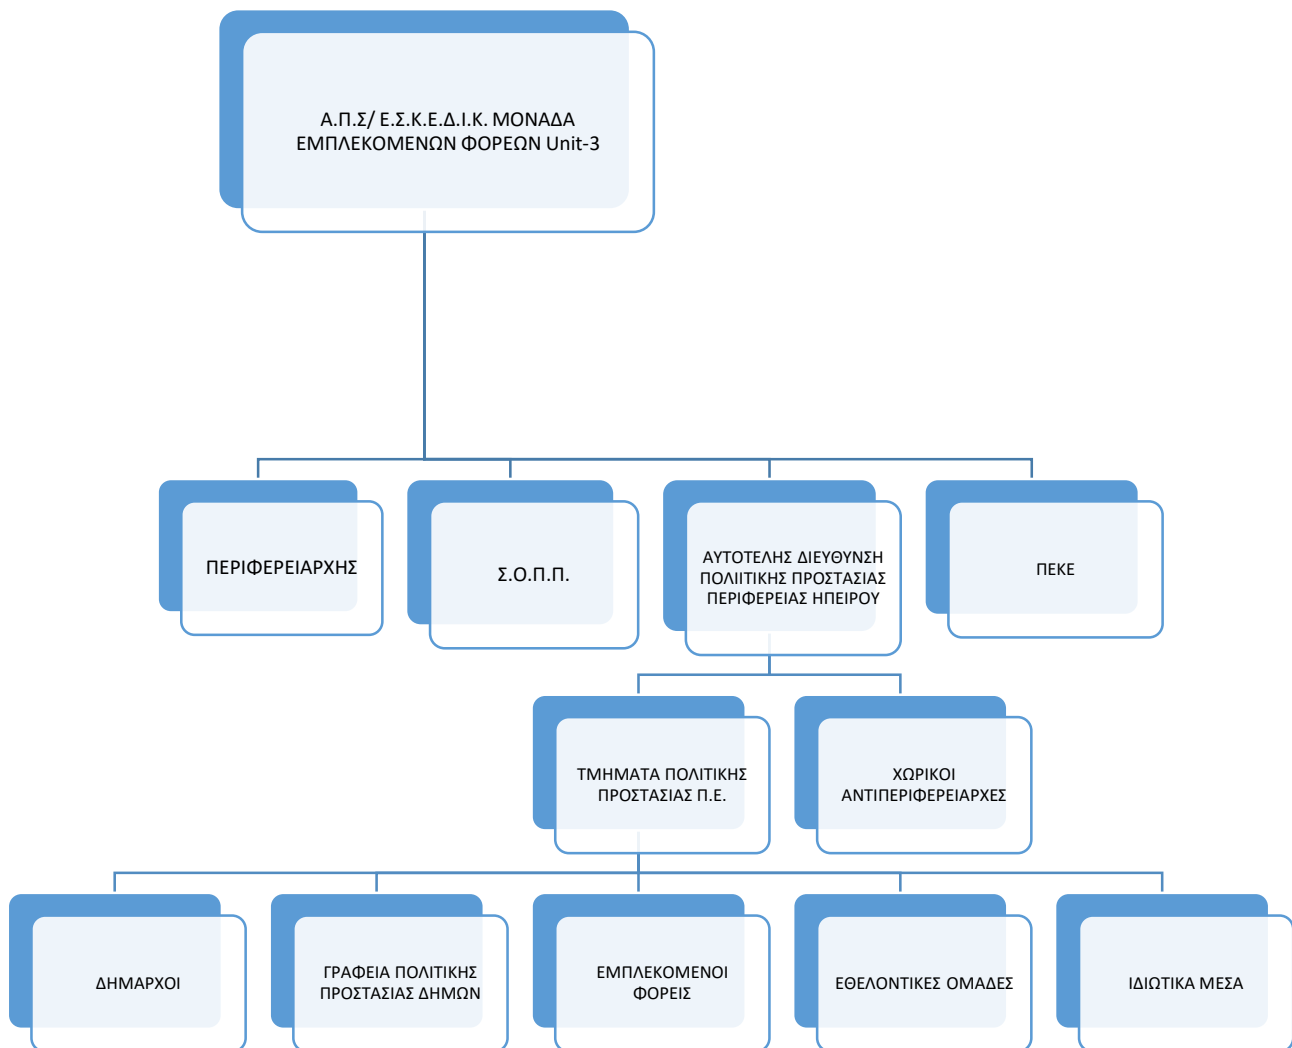 Α.Π.Σ/ Ε.Σ.Κ.Ε.Δ.Ι.Κ. ΜΟΝΑΔΑ
ΕΜΠΛΕΚΟΜΕΝΩΝ ΦΟΡΕΩΝ Unit-3
ΠΕΡΙΦΕΡΕΙΑΡΧΗΣ
Σ.Ο.Π.Π.
ΑΥΤΟΤΕΛΗΣ ΔΙΕΥΘΥΝΣΗ
ΠΟΛΙΙΤΙΚΗΣ ΠΡΟΣΤΑΣΙΑΣ
ΠΕΡΙΦΕΡΕΙΑΣ ΗΠΕΙΡΟΥ
ΠΕΚΕ
ΤΜΗΜΑΤΑ ΠΟΛΙΤΙΚΗΣ
ΠΡΟΣΤΑΣΙΑΣ Π.Ε.
ΧΩΡΙΚΟΙ
ΑΝΤΙΠΕΡΙΦΕΡΕΙΑΡΧΕΣ
ΔΗΜΑΡΧΟΙ
ΓΡΑΦΕΙΑ ΠΟΛΙΤΙΚΗΣ
ΠΡΟΣΤΑΣΙΑΣ ΔΗΜΩΝ
ΕΜΠΛΕΚΟΜΕΝΟΙ
ΦΟΡΕΙΣ
ΕΘΕΛΟΝΤΙΚΕΣ ΟΜΑΔΕΣ
ΙΔΙΩΤΙΚΑ ΜΕΣΑ